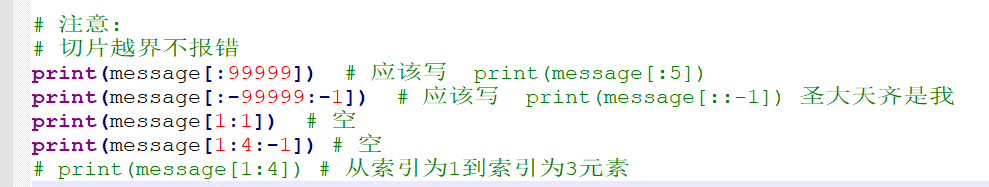 # 注意:
# 切片越界不报错
print(message[:99999])  # 应该写  print(message[:5])
print(message[:-99999:-1])  # 应该写  print(message[::-1]) 圣大天齐是我
print(message[1:1])  # 空
print(message[1:4:-1]) # 空
# print(message[1:4]) # 从索引为1到索引为3元素